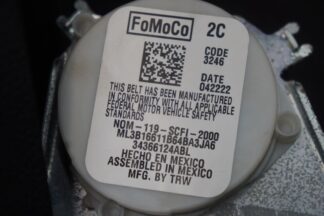 FoMoCo 2C
CODE
3246
DATE
042222
THIS BELT HAS BEEN MANUFACTURED
IN CONFORMITY WITH ALL APPLICABLE
FEDERAL MOTOR VEHICLE SAFETY
STANDARDS
NOM-119-SCFI-2000
ML3B16611B64BA3JA6
34366124ABL
HECHO EN MEXICO
ASSEMBLED IN MEXICO
MFG. BY TRW